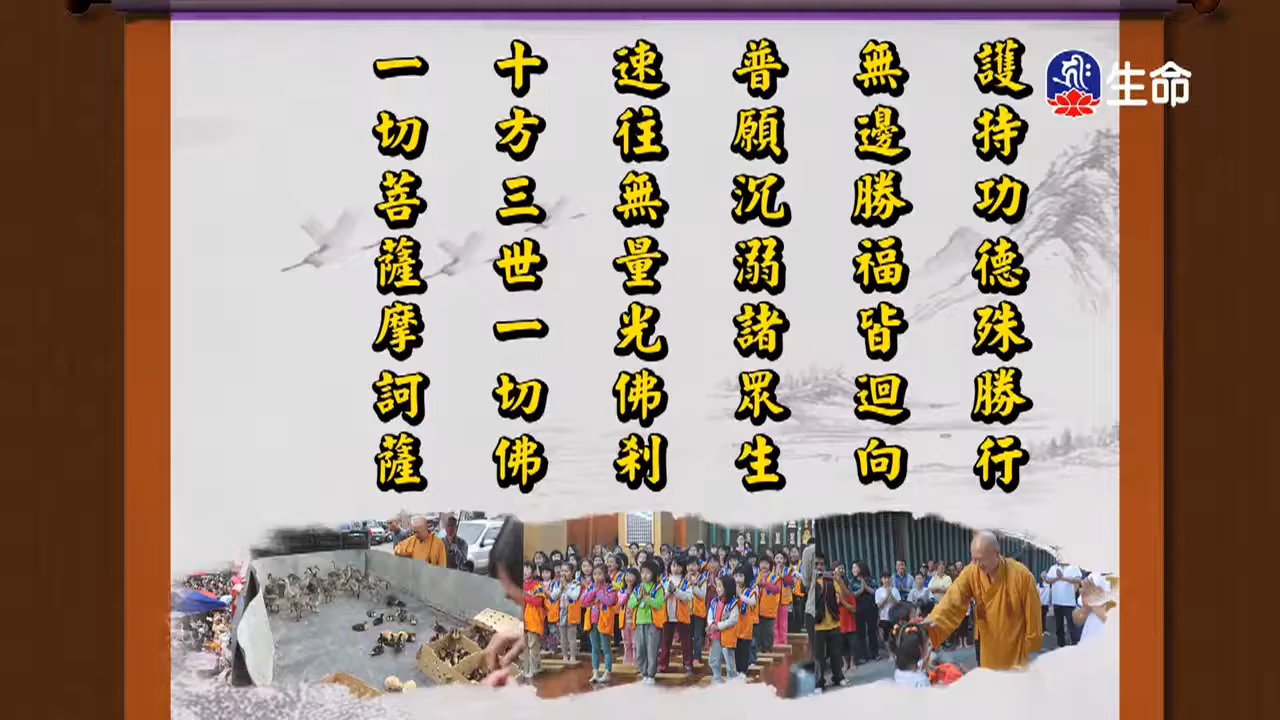 護持功德殊勝行
無邊勝福皆迴向
普願沉溺諸眾生
速往無量光佛刹
十方三世一切佛
一切菩薩摩訶薩
生命